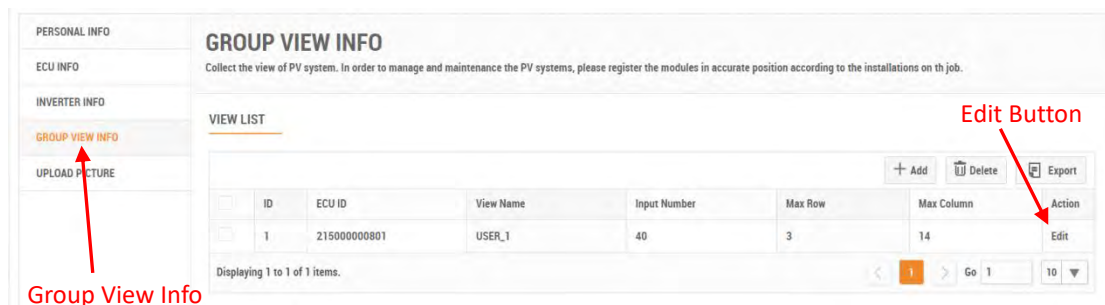 PERSONAL INFO
ECU INFO
INVERTER INFO
GROUP VIEW INFO
UPLOAD PICTURE
Group View Info
GROUP VIEW INFO
Collect the view of PV system. In order to manage and maintenance the PV systems, please register the modules in accurate position according to the installations on th job.
VIEW LIST
Edit Button
+ Add Delete Export
ID ECU ID View Name Input Number Max Row Max Column Action
1 215000000801 USER_1 40 3 14 Edit
Displaying 1 to 1 of 1 items. < 1 > Go 1 10